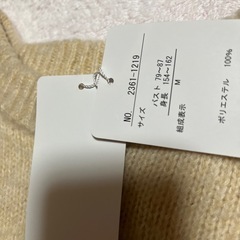 NO. 2361-1219
サイズ
バスト 79〜87
身長 154〜162
M
組成表示
ポリエステル 100%